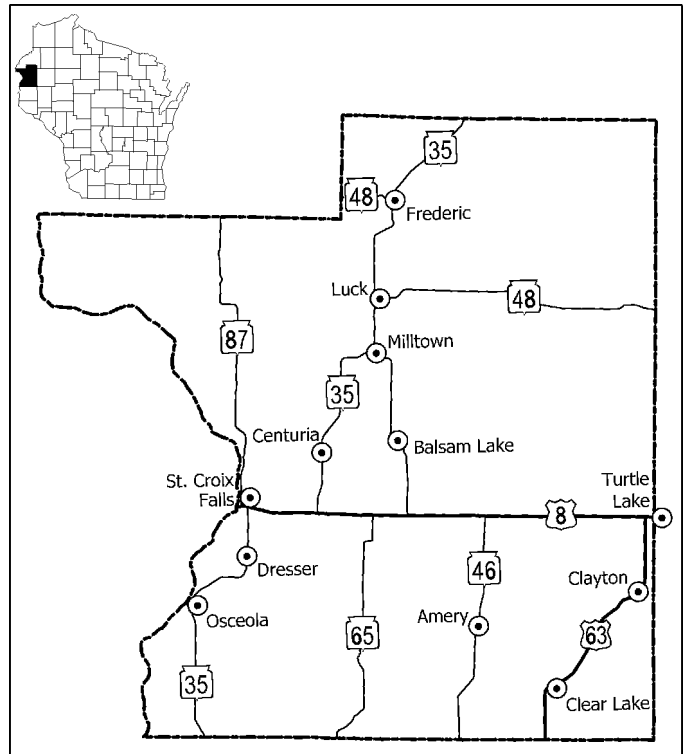 35
48
Frederic
Luck
48
87
Milltown
35
Centuria
Balsam Lake
St. Croix
Falls
Turtle
Lake
8
Dresser
46
Clayton
Osceola
65
Amery
63
35
Clear Lake